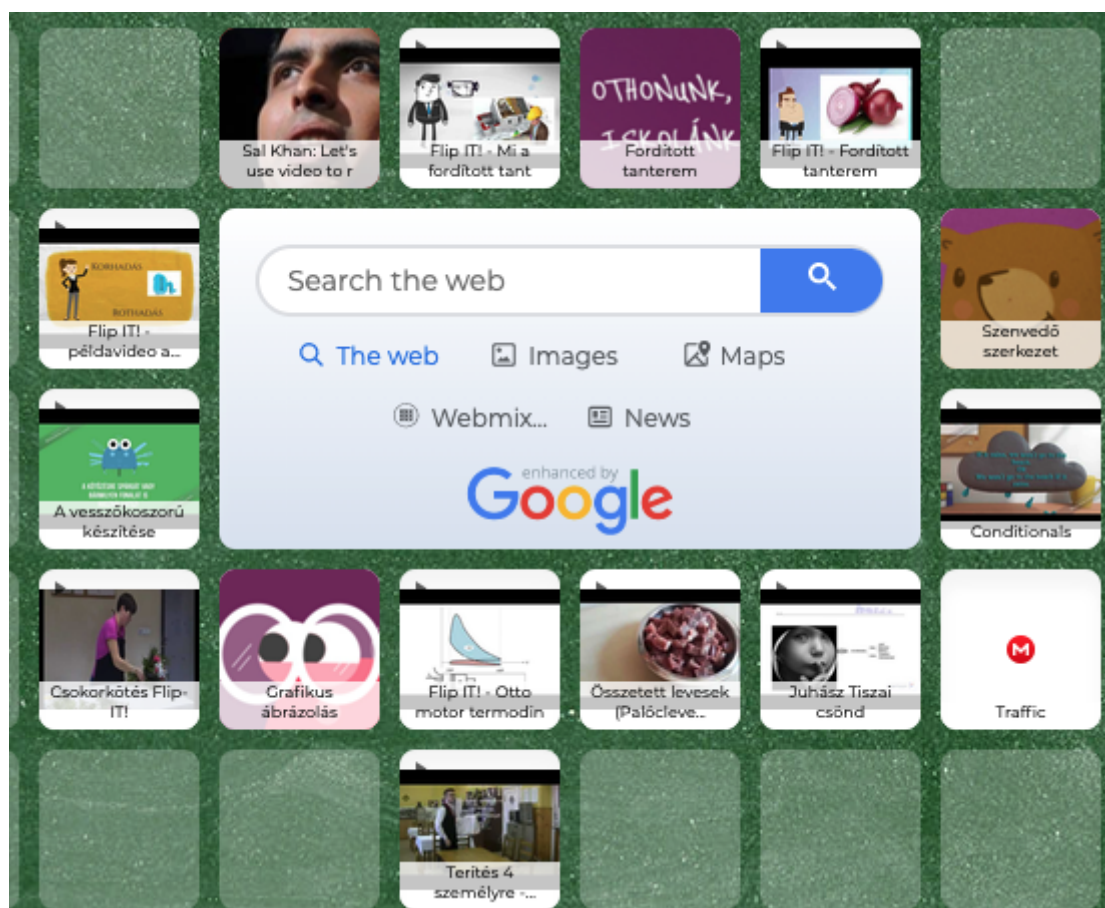 Sal Khan: Let's
use video to r
Flip IT! - Mi a
fordított tant
OTHONUNK,
ISKOLÁNK
Fordított
tanterem
Flip IT! - Fordított
tanterem
KORHADÁS
ROTHADÁS
Flip IT! -
példavideo a...
Search the web
The web
Images
Maps
Webmix...
News
enhanced by
Google
Szenvedő
szerkezet
A vesszőkoszorú
készítése
Conditionals
Csokorkötés Flip-
IT!
Grafikus
ábrázolás
Flip IT! - Otto
motor termodin
Összetett levesek
(Palócleve...
Juhász Tiszai
csönd
M
Traffic
Terítés 4
személyre -...